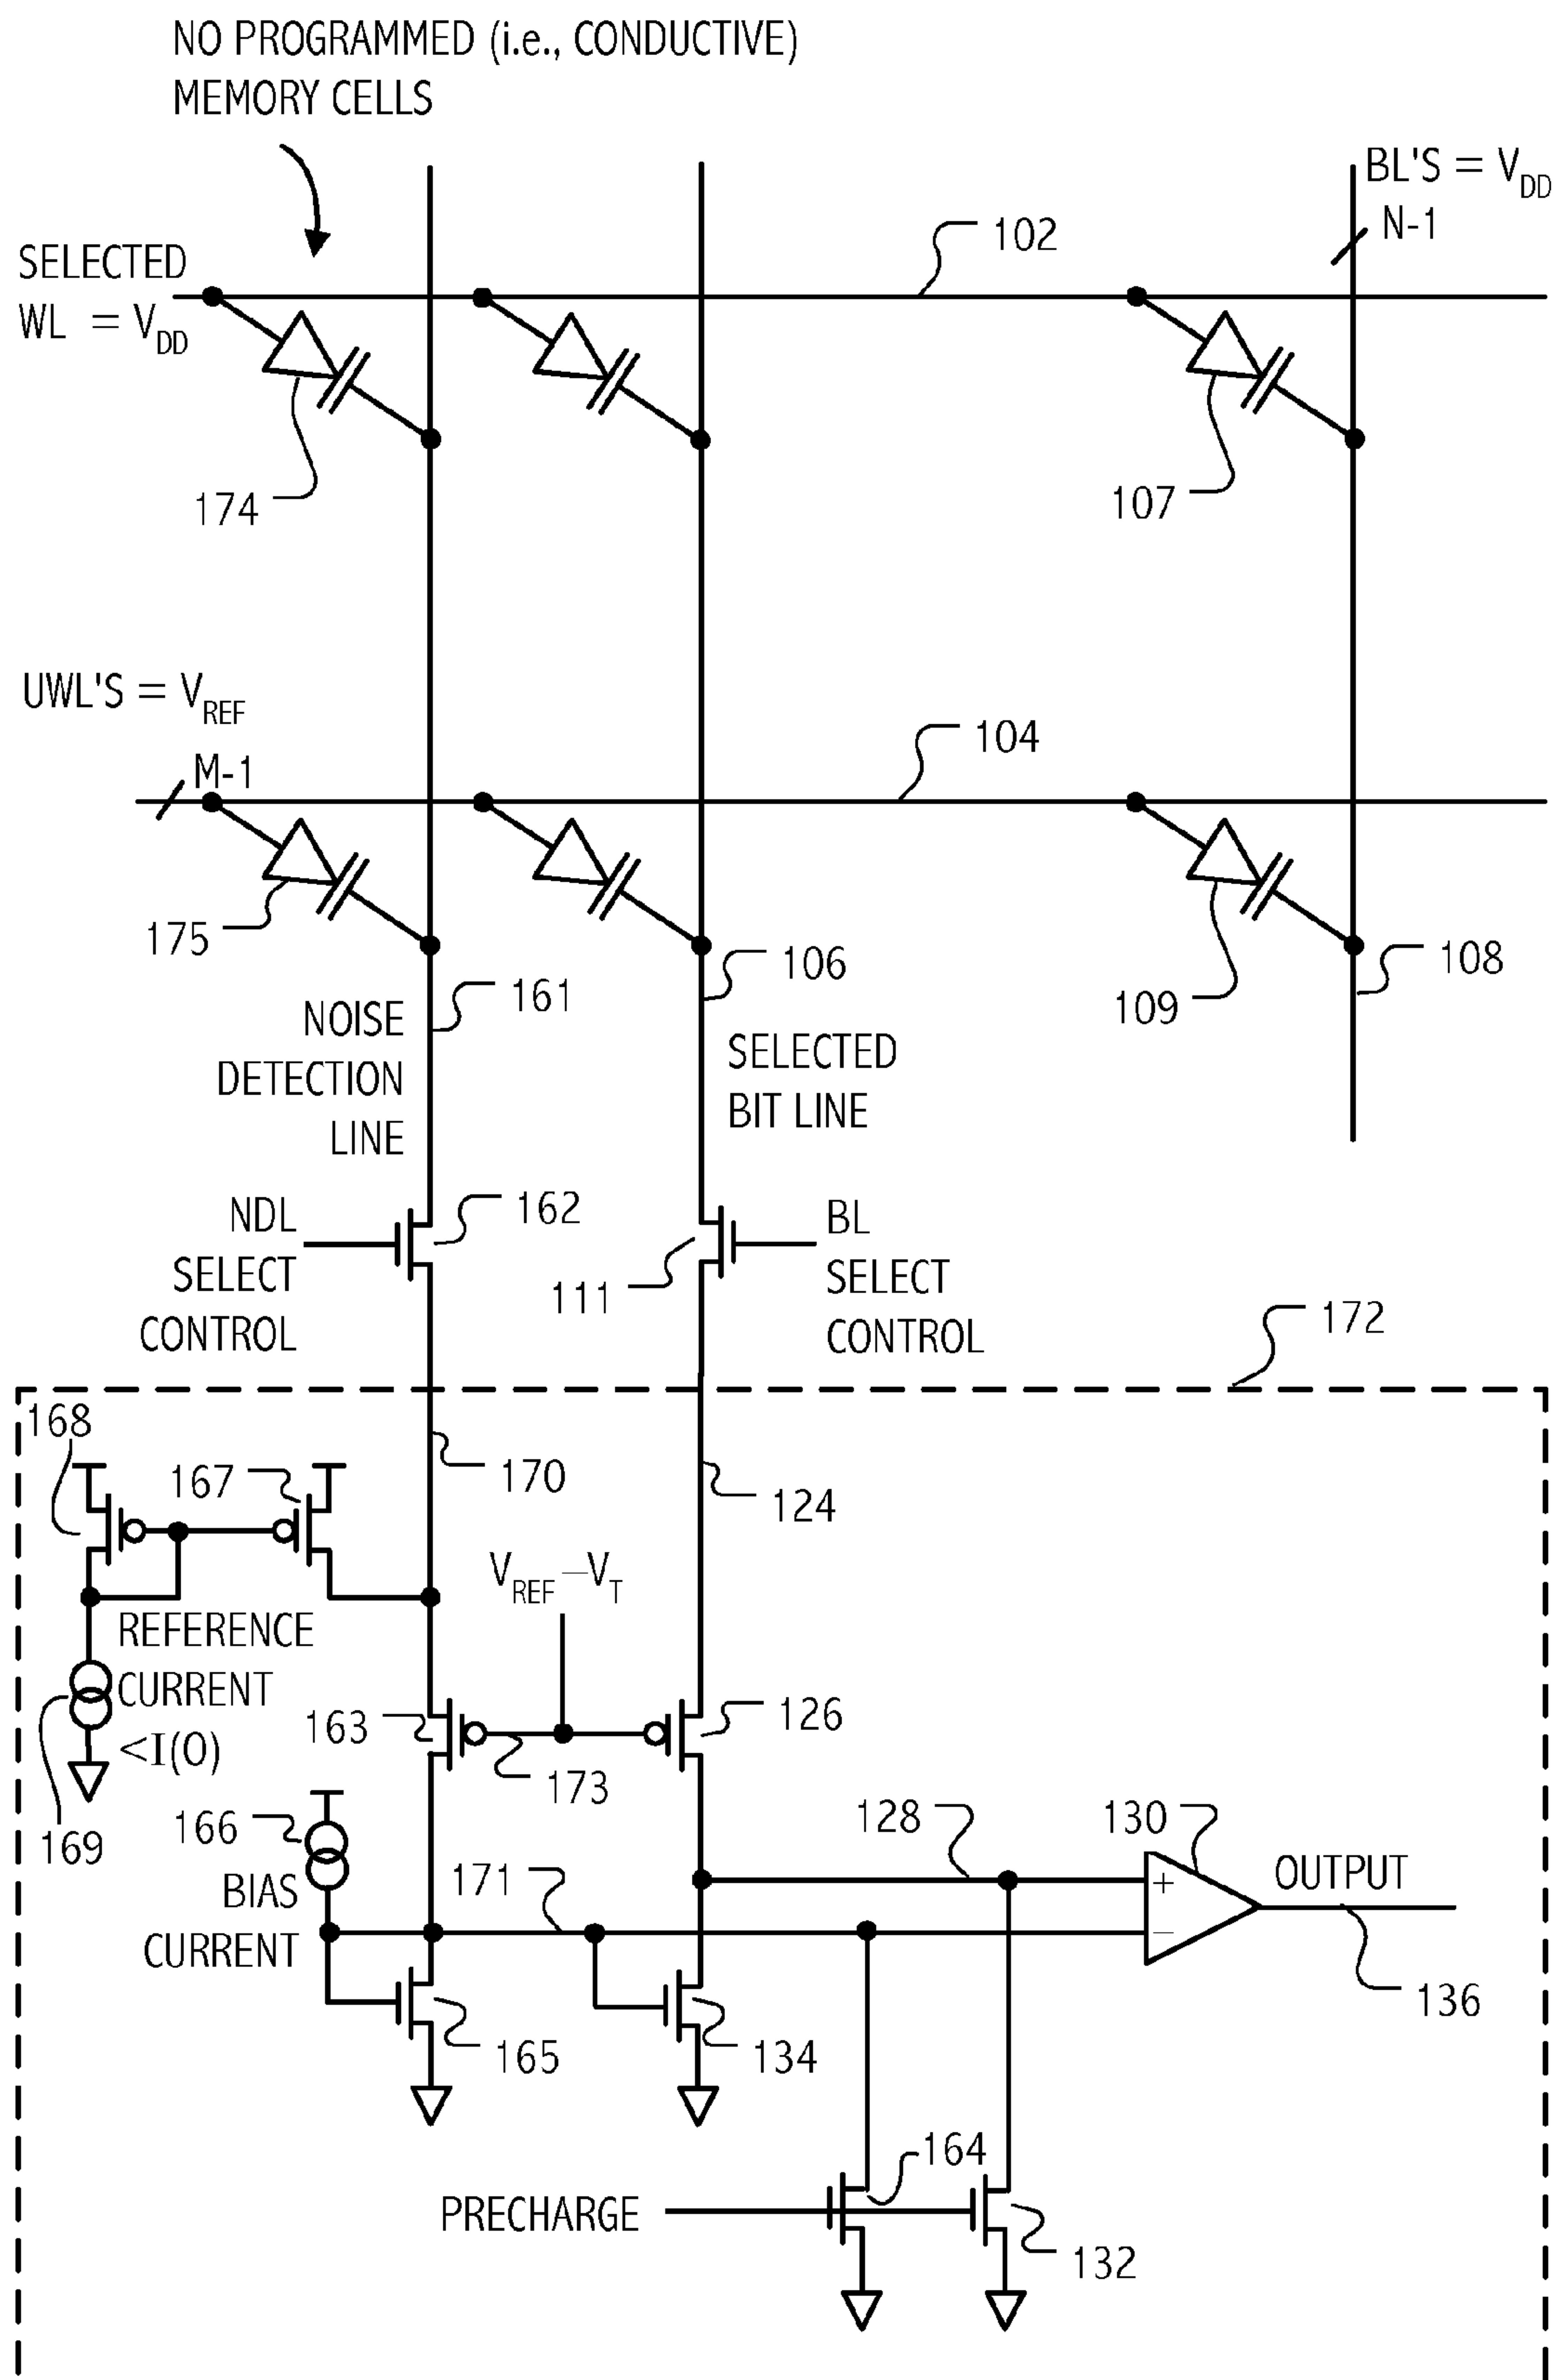 NO PROGRAMMED (i.e., CONDUCTIVE)
MEMORY CELLS
BL'S = VDD
N-1
102
SELECTED
WL = VDD
174
107
UWL'S = VREF
M-1
104
175
106
108
161
109
NOISE
DETECTION
LINE
SELECTED
BIT LINE
NDL
SELECT
CONTROL
162
111
BL
SELECT
CONTROL
172
168
167
170
124
VREF–VT
REFERENCE
CURRENT
<I(0)
169
163
173
126
166
BIAS
CURRENT
171
128
130
+
–
OUTPUT
136
165
134
164
PRECHARGE
132